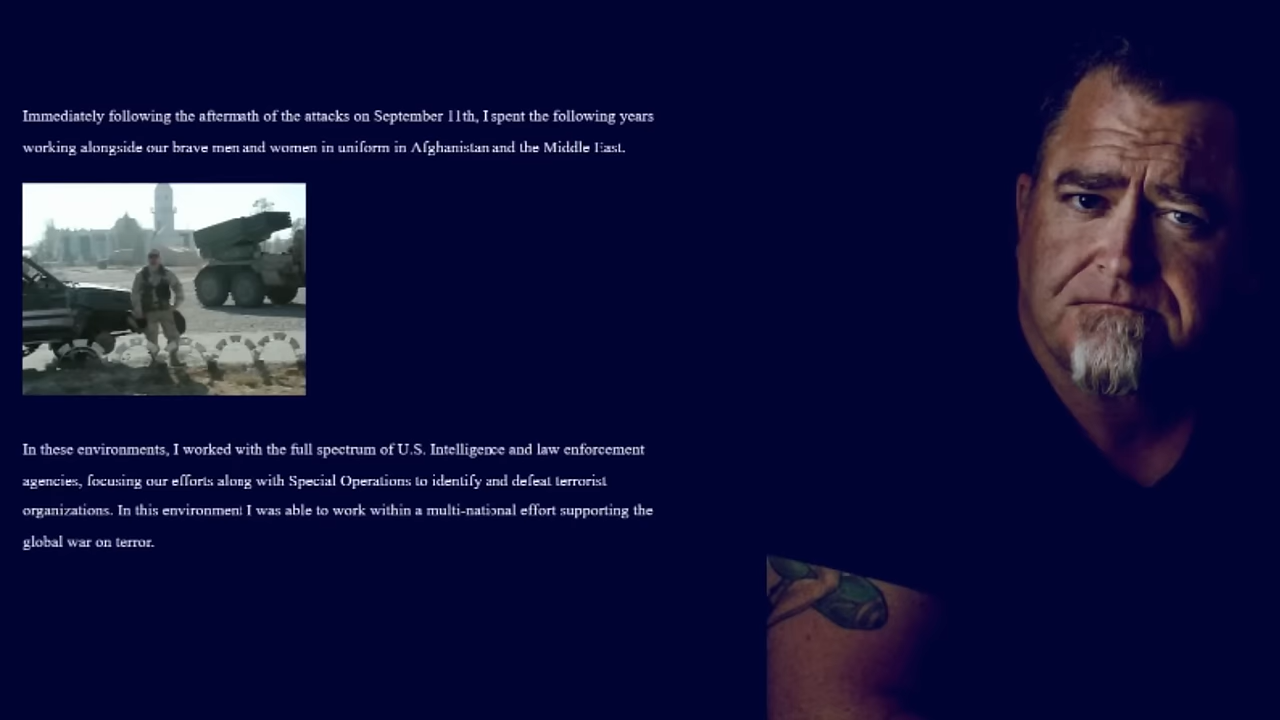 Immediately following the aftermath of the attacks on September 11th, I spent the following years
working alongside our brave men and women in uniform in Afghanistan and the Middle East.
In these environments, I worked with the full spectrum of U.S. Intelligence and law enforcement
agencies, focusing our efforts along with Special Operations to identify and defeat terrorist
organizations. In this environment I was able to work within a multi-national effort supporting the
global war on terror.